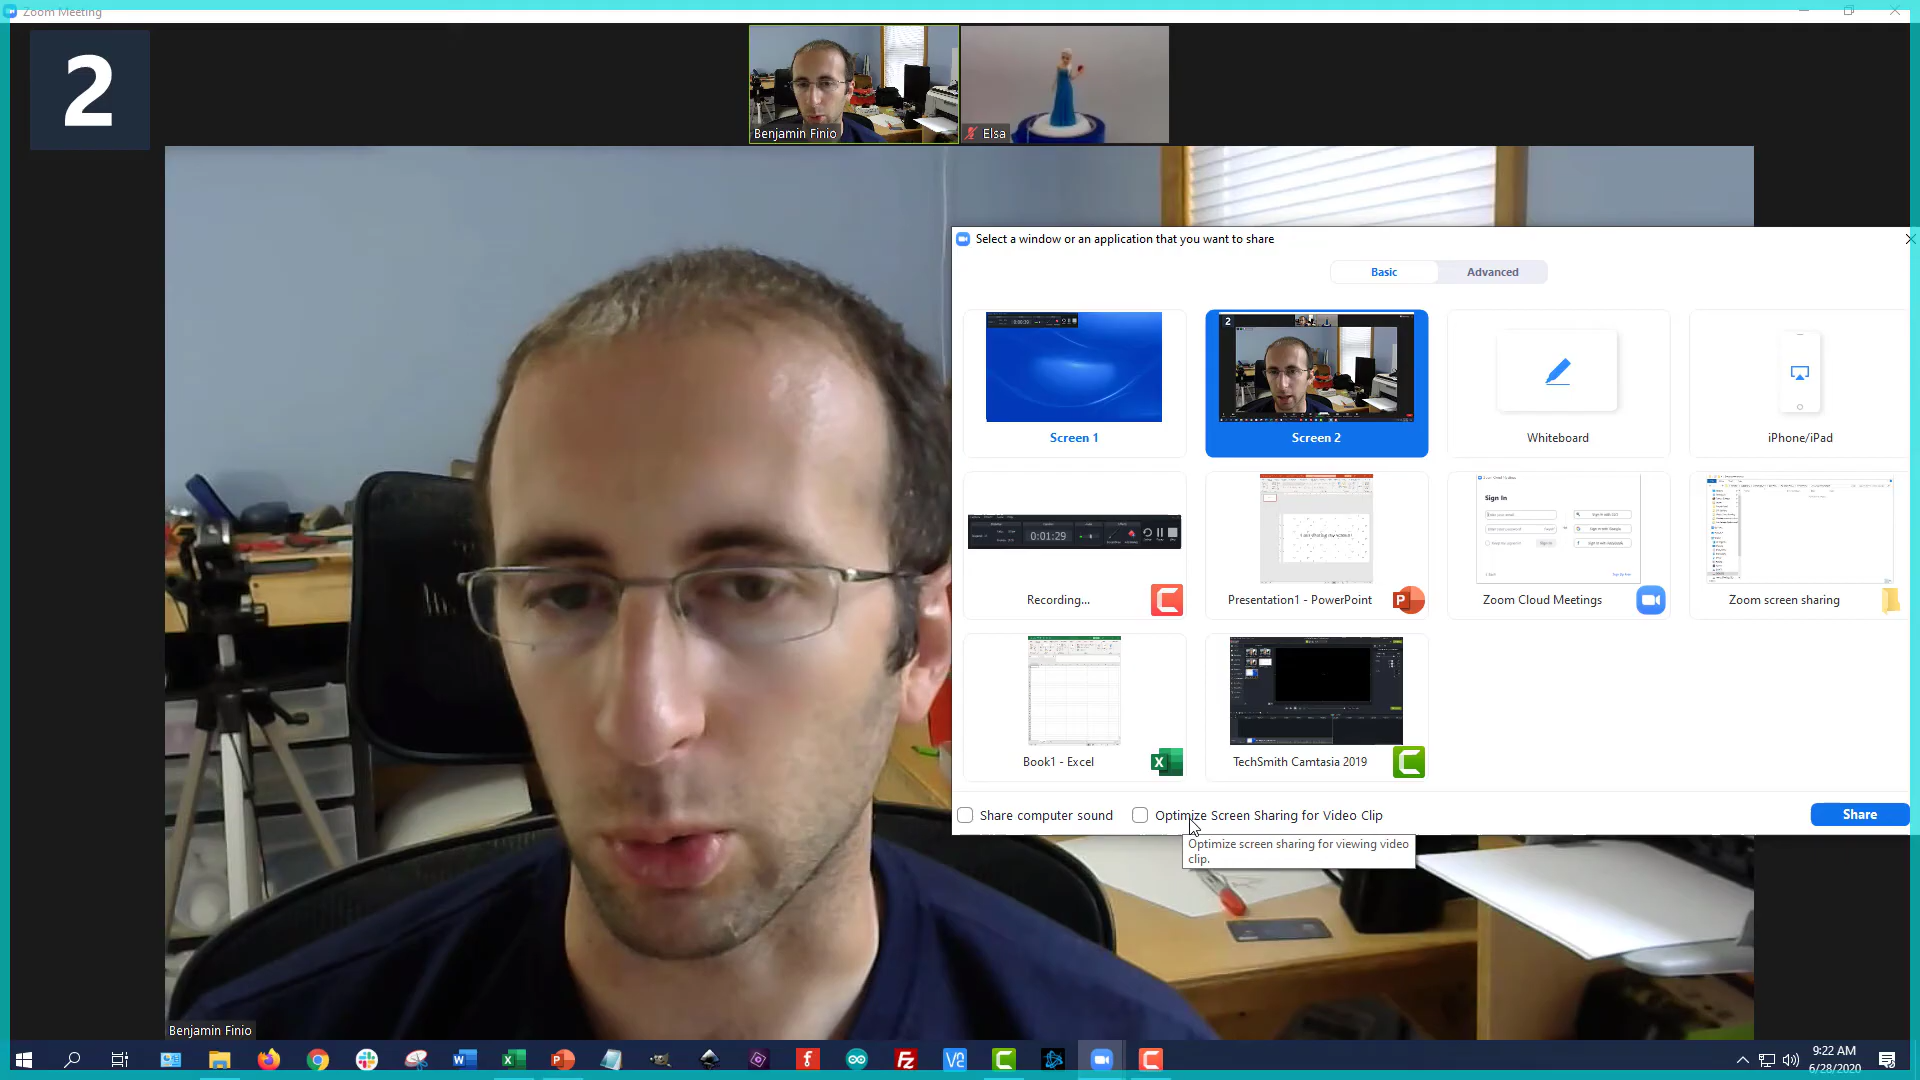 Zoom Meeting
2
Benjamin Finio
Elsa
Select a window or an application that you want to share
Basic
Advanced
2
Screen 1
Screen 2
Whiteboard
iPhone/iPad
0:01:29
Sign In
Recording...
Presentation1 - PowerPoint
Zoom Cloud Meetings
Zoom screen sharing
Book1 - Excel
TechSmith Camtasia 2019
Share computer sound
Optimize Screen Sharing for Video Clip
Share
Optimize screen sharing for viewing video
clip.
Benjamin Finio
9:22 AM
6/28/2020